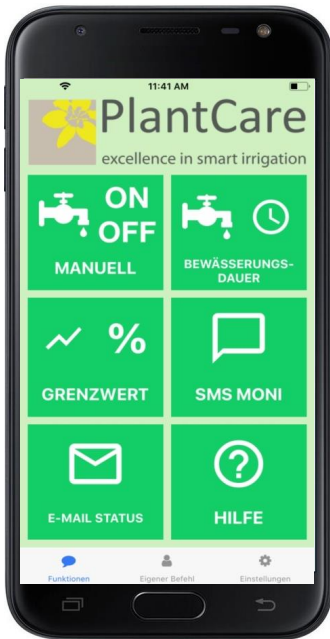 11:41 AM
PlantCare
excellence in smart irrigation
ON
OFF
MANUELL
BEWÄSSERUNGS-
DAUER
%
GRENZWERT
SMS MONI
E-MAIL STATUS
?
HILFE
Funktionen
Eigener Befehl
Einstellungen